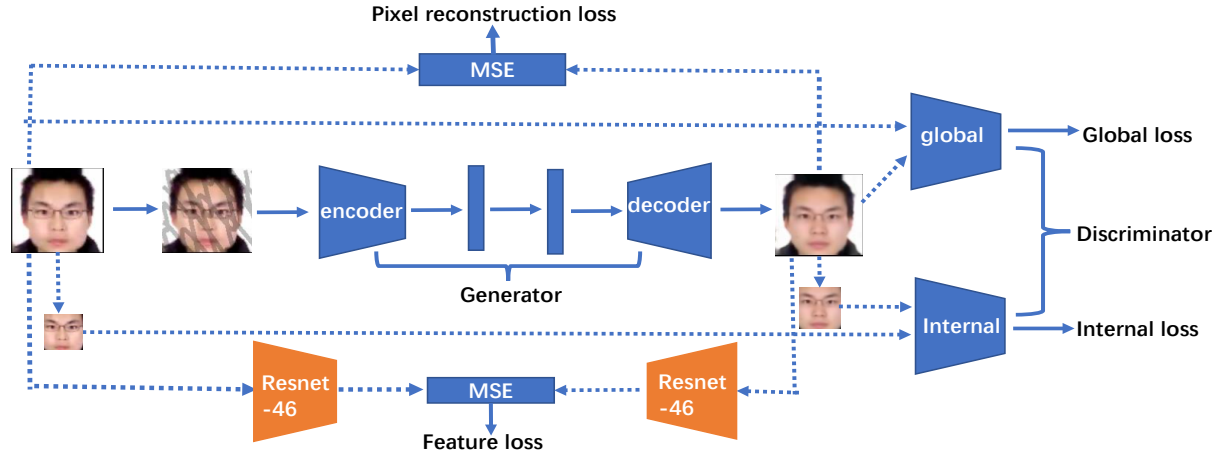 Pixel reconstruction loss
MSE
global
Global loss
encoder
decoder
Discriminator
Generator
Internal
Internal loss
Resnet
-46
MSE
Resnet
-46
Feature loss